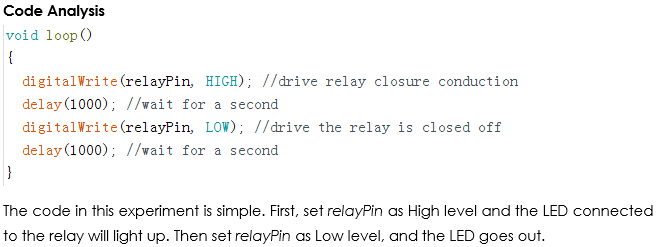 Code Analysis
void loop()
{
digitalWrite(relayPin, HIGH); //drive relay closure conduction
delay(1000); //wait for a second
digitalWrite(relayPin, LOW); //drive the relay is closed off
delay(1000); //wait for a second
}
The code in this experiment is simple. First, set relayPin as High level and the LED connected
to the relay will light up. Then set relayPin as Low level, and the LED goes out.